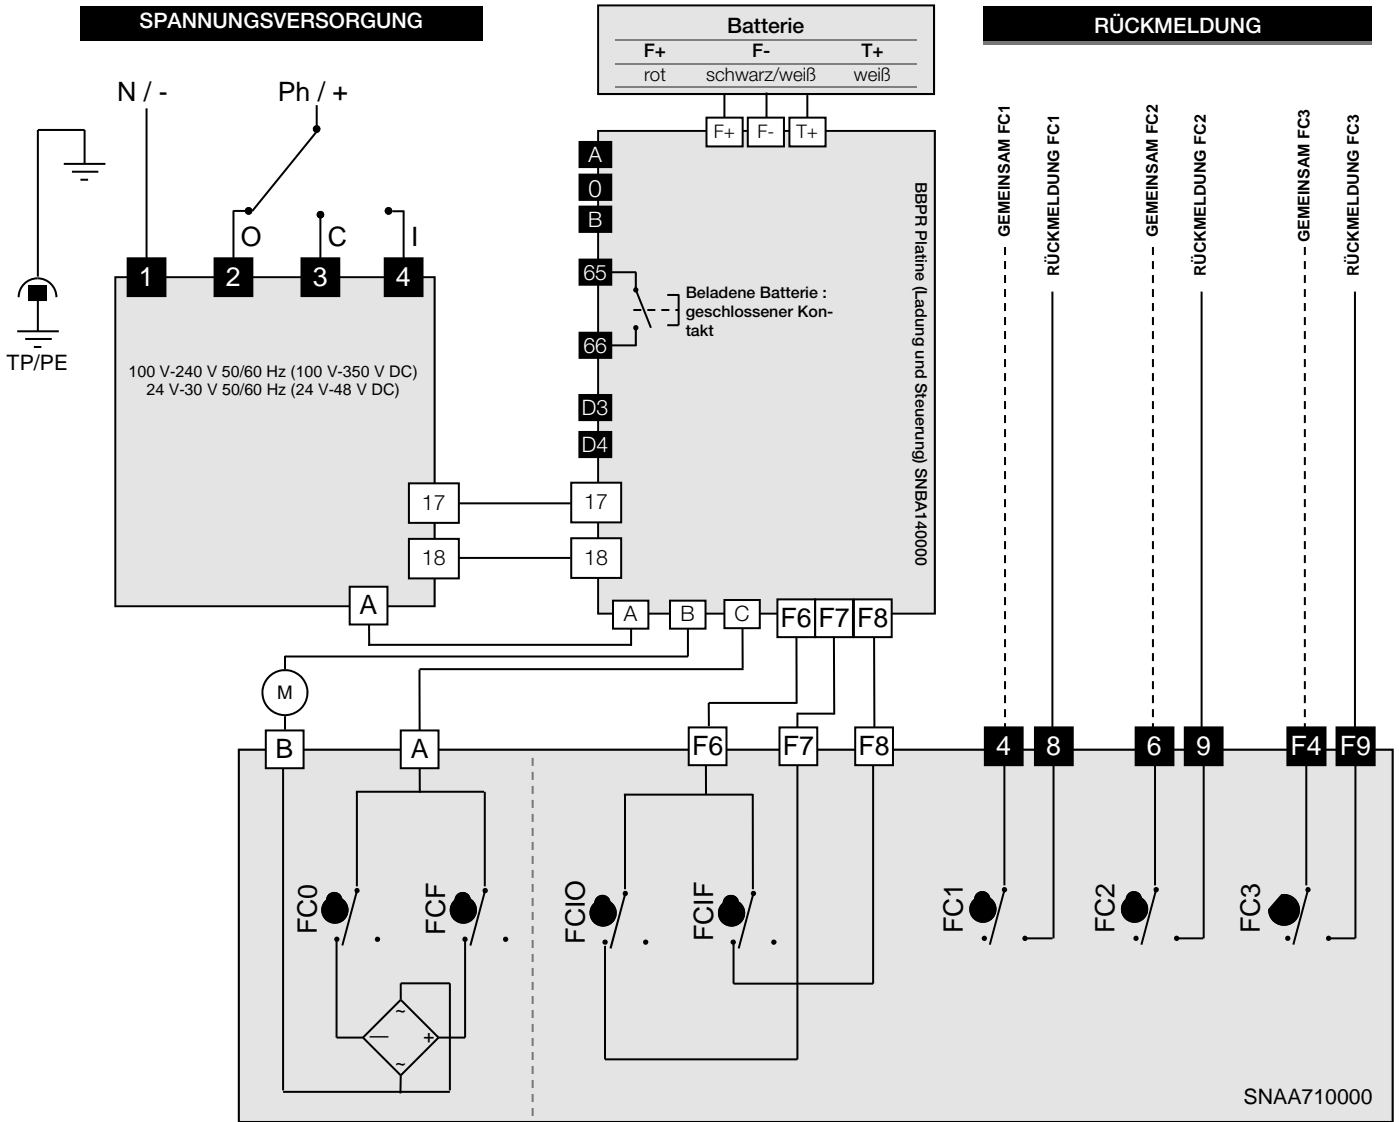 SPANNUNGSVERSORGUNG
Batterie
F+ F- T+
rot schwarz/weiß weiß
RÜCKMELDUNG
N / -
Ph / +
F+ F- T+
GEMEINSAM FC1
RÜCKMELDUNG FC1
GEMEINSAM FC2
RÜCKMELDUNG FC2
GEMEINSAM FC3
RÜCKMELDUNG FC3
A
0
B
O C I
1 2 3 4
TP/PE
65
66
Beladene Batterie :
geschlossener Kon-
takt
BBPR Platine (Ladung und Steuerung) SNBA140000
100 V-240 V 50/60 Hz (100 V-350 V DC)
24 V-30 V 50/60 Hz (24 V-48 V DC)
D3
D4
17 17
18 18
A
A B C F6 F7 F8
M
B A F6 F7 F8 4 8 6 9 F4 F9
FC0
FCF
FCIO
FCIF
FC1
FC2
FC3
~
— +
~
SNAA710000